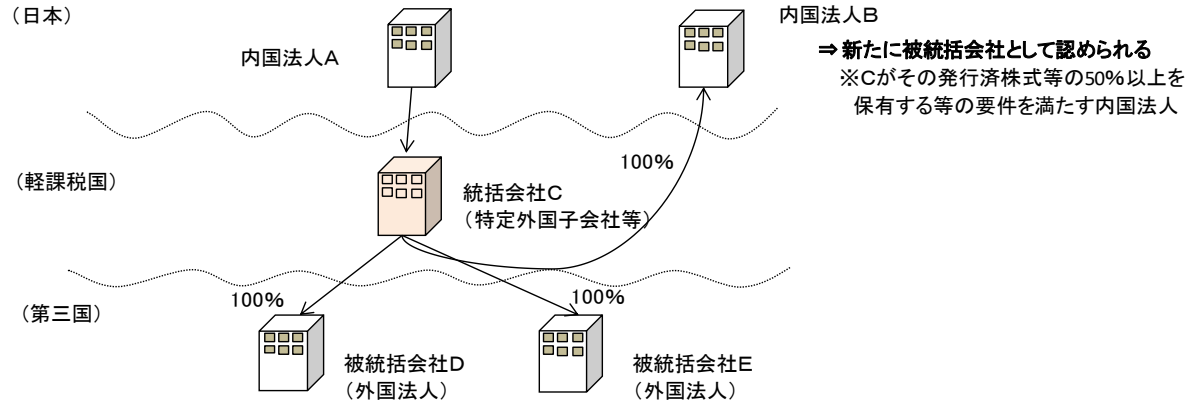 （日本）
内国法人A
内国法人B
⇒ 新たに被統括会社として認められる
※Cがその発行済株式等の50%以上を
保有する等の要件を満たす内国法人
100%
（軽課税国）
統括会社C
（特定外国子会社等）
100%
100%
（第三国）
被統括会社D
（外国法人）
被統括会社E
（外国法人）